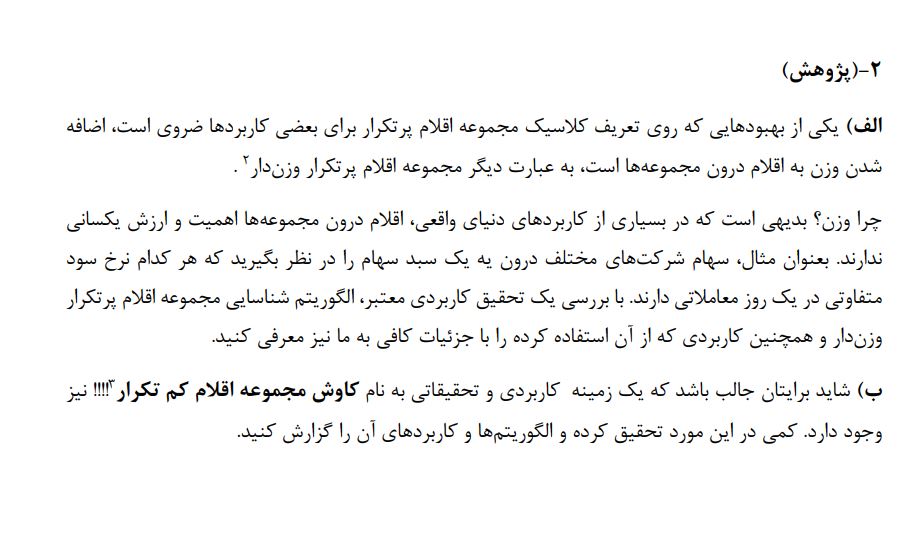 ۲-(پژوهش)
الف) یکی از بهبودهایی که روی تعریف کلاسیک مجموعه اقلام پرتکرار برای بعضی کاربردها ضروی است، اضافه
شدن وزن به اقلام درون مجموعه‌ها است، به عبارت دیگر مجموعه اقلام پرتکرار وزن‌دار۲ .
چرا وزن؟ بدیهی است که در بسیاری از کاربردهای دنیای واقعی، اقلام درون مجموعه‌ها اهمیت و ارزش یکسانی
ندارند. بعنوان مثال، سهام شرکت‌های مختلف درون یه یک سبد سهام را در نظر بگیرید که هر کدام نرخ سود
متفاوتی در یک روز معاملاتی دارند. با بررسی یک تحقیق کاربردی معتبر، الگوریتم شناسایی مجموعه اقلام پرتکرار
وزن‌دار و همچنین کاربردی که از آن استفاده کرده را با جزئیات کافی به ما نیز معرفی کنید.
ب) شاید برایتان جالب باشد که یک زمینه کاربردی و تحقیقاتی به نام کاوش مجموعه اقلام کم تکرار۳!!!! نیز
وجود دارد. کمی در این مورد تحقیق کرده و الگوریتم‌ها و کاربردهای آن را گزارش کنید.